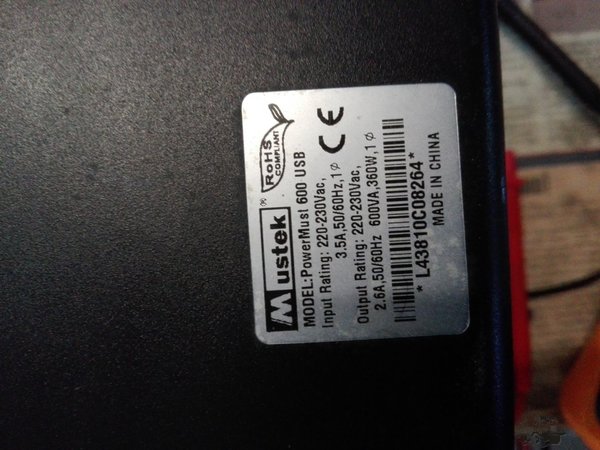 Mustek®
RoHS
COMPLIANT
CE
MODEL:PowerMust 600 USB
Input Rating: 220-230Vac,
3.5A,50/60Hz,1ϕ
Output Rating: 220-230Vac,
2.6A,50/60Hz 600VA,360W,1ϕ
* L43810C08264 *
MADE IN CHINA